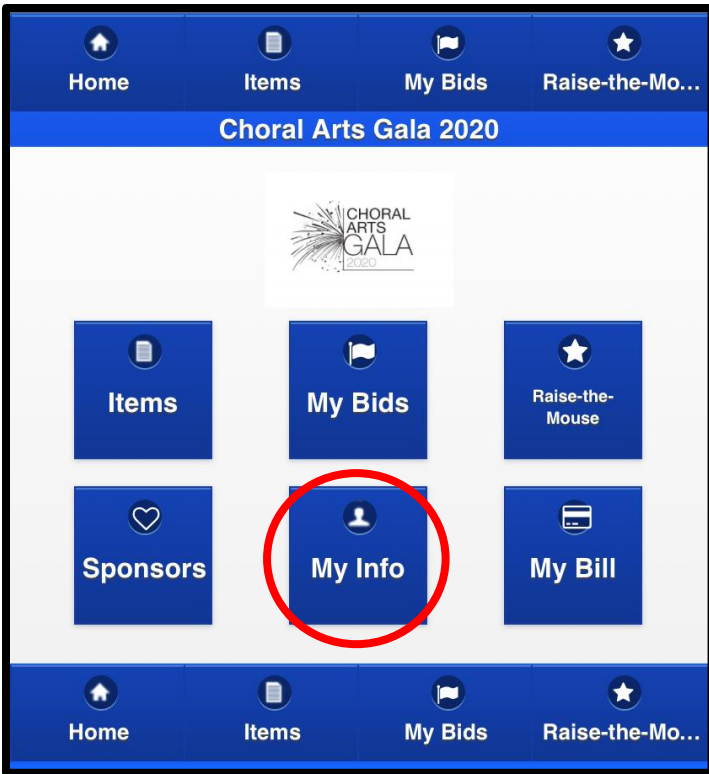 Home Items My Bids Raise-the-Mo...
Choral Arts Gala 2020
CHORAL
ARTS
GALA
2020
Items My Bids Raise-the-
Mouse
Sponsors My Info My Bill
Home Items My Bids Raise-the-Mo...